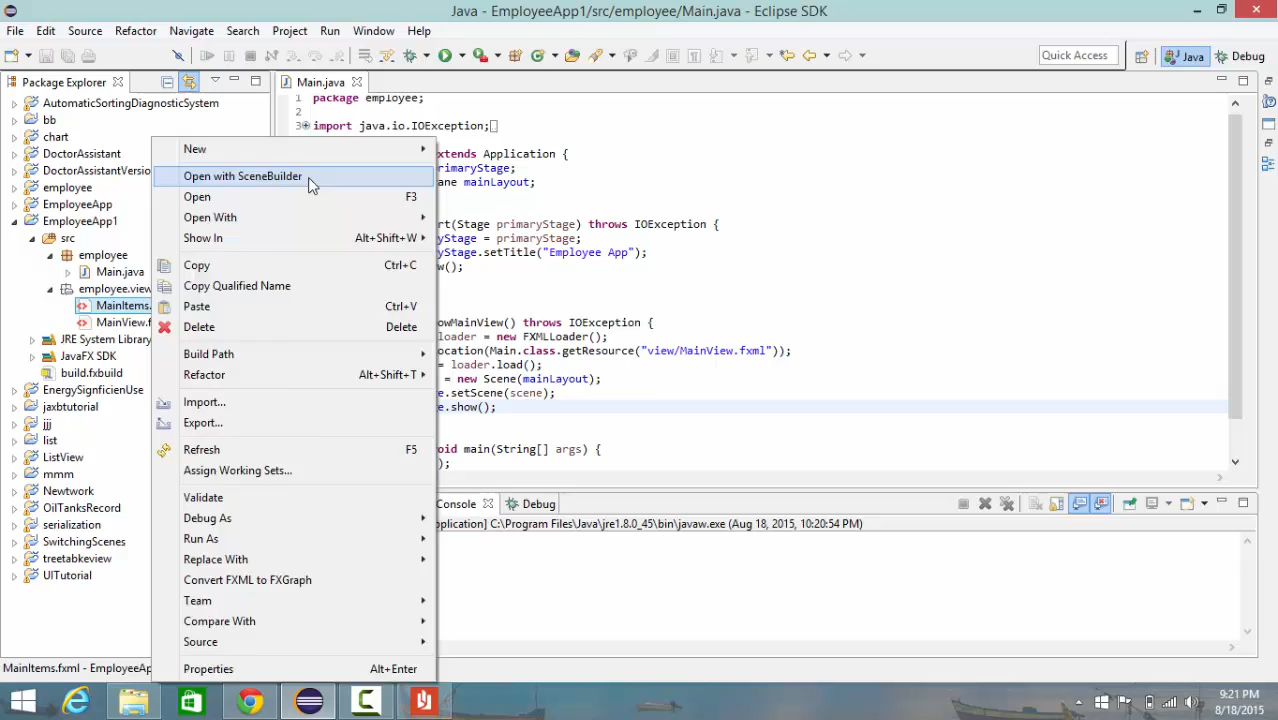 Java - EmployeeApp1/src/employee/Main.java - Eclipse SDK
File Edit Source Refactor Navigate Search Project Run Window Help
Quick Access
Java
Debug
Package Explorer
AutomaticSortingDiagnosticSystem
bb
chart
DoctorAssistant
DoctorAssistantVersio
employee
EmployeeApp
EmployeeApp1
src
employee
Main.java
employee.view
MainItems.
MainView.f
JRE System Library
JavaFX SDK
build.fxbuild
EnergySignficienUse
jaxbtutorial
jjj
list
ListView
mmm
Newtwork
OilTanksRecord
serialization
SwitchingScenes
treetablekeview
UITutorial
New
Open with SceneBuilder
Open F3
Open With
Show In Alt+Shift+W
Copy Ctrl+C
Copy Qualified Name
Paste Ctrl+V
Delete Delete
Build Path
Refactor Alt+Shift+T
Import...
Export...
Refresh F5
Assign Working Sets...
Validate
Debug As
Run As
Replace With
Convert FXML to FXGraph
Team
Compare With
Source
Properties Alt+Enter
Main.java
1 package employee;
2
3 import java.io.IOException;
xtends Application {
rimaryStage;
ane mainLayout;
rt(Stage primaryStage) throws IOException {
yStage = primaryStage;
yStage.setTitle("Employee App");
w();
owMainView() throws IOException {
loader = new FXMLLoader();
ocation(Main.class.getResource("view/MainView.fxml"));
= loader.load();
= new Scene(mainLayout);
e.setScene(scene);
e.show();
oid main(String[] args) {
);
Console
Debug
pplication] C:\Program Files\Java\jre1.8.0_45\bin\javaw.exe (Aug 18, 2015, 10:20:54 PM)
MainItems.fxml - EmployeeAp
9:21 PM
8/18/2015